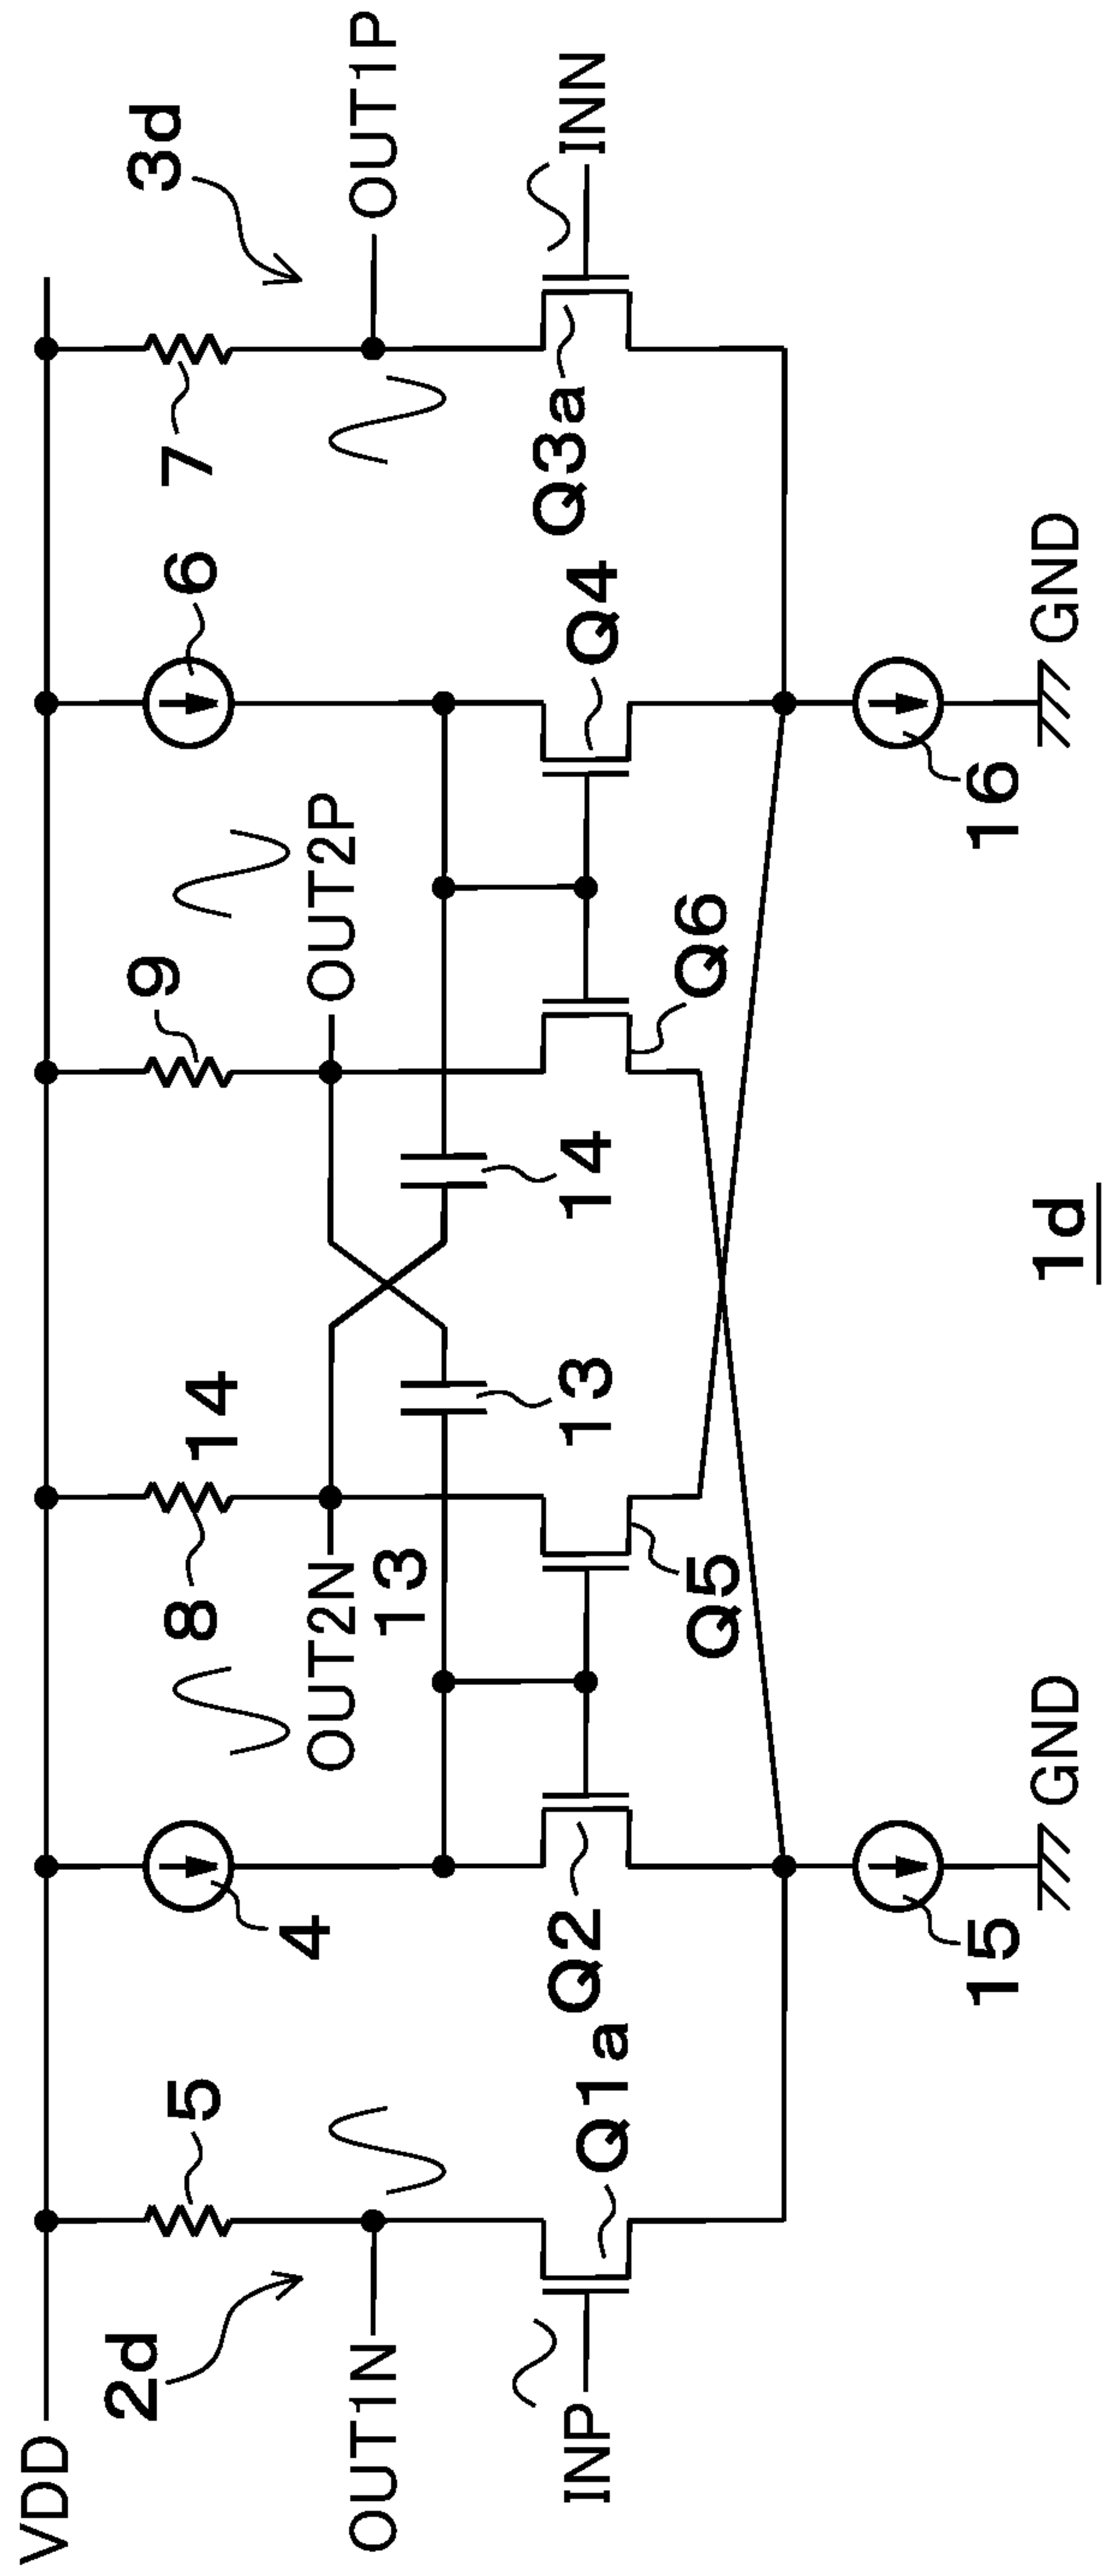 VDD
2d
5
4
8
14
9
6
7
3d
OUT1N
OUT2N
13
OUT2P
OUT1P
13
14
INP
Q1a
Q2
Q5
Q6
Q4
Q3a
INN
15
GND
16
GND
1d